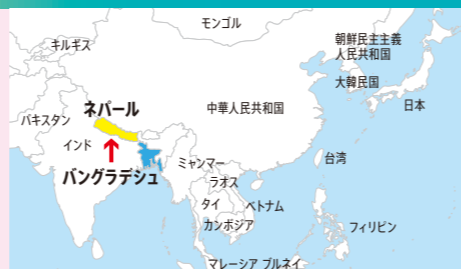 モンゴル
キルギス
朝鮮民主主義
人民共和国
大韓民国
日本
ネパール
中華人民共和国
パキスタン
インド
バングラデシュ
ミャンマー
台湾
ラオス
タイ
ベトナム
カンボジア
フィリピン
マレーシア ブルネイ